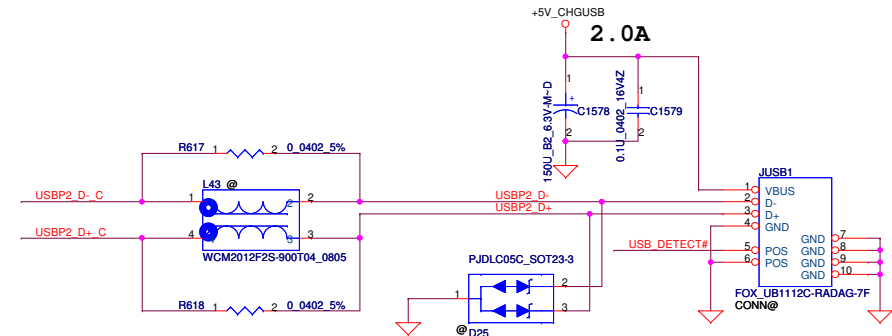 +5V_CHGUSB
2.0A
1
+
C1578
2
150U_B2_6.3V-M~D
1
C1579
2
0.1U_0402_16V4Z
R617 1 2 0_0402_5%
L43 @
USBP2_D-_C 1 2 2 USBP2_D-
USBP2_D+_C 4 3 3 USBP2_D+
WCM2012F2S-900T04_0805
R618 1 2 0_0402_5%
PJDLC05C_SOT23-3
1 2
3
@ D25
JUSB1
1 VBUS
2 D-
3 D+
4 GND
USB_DETECT# 5 POS
6 POS
GND 7
GND 8
GND 9
GND 10
FOX_UB1112C-RADAG-7F
CONN@